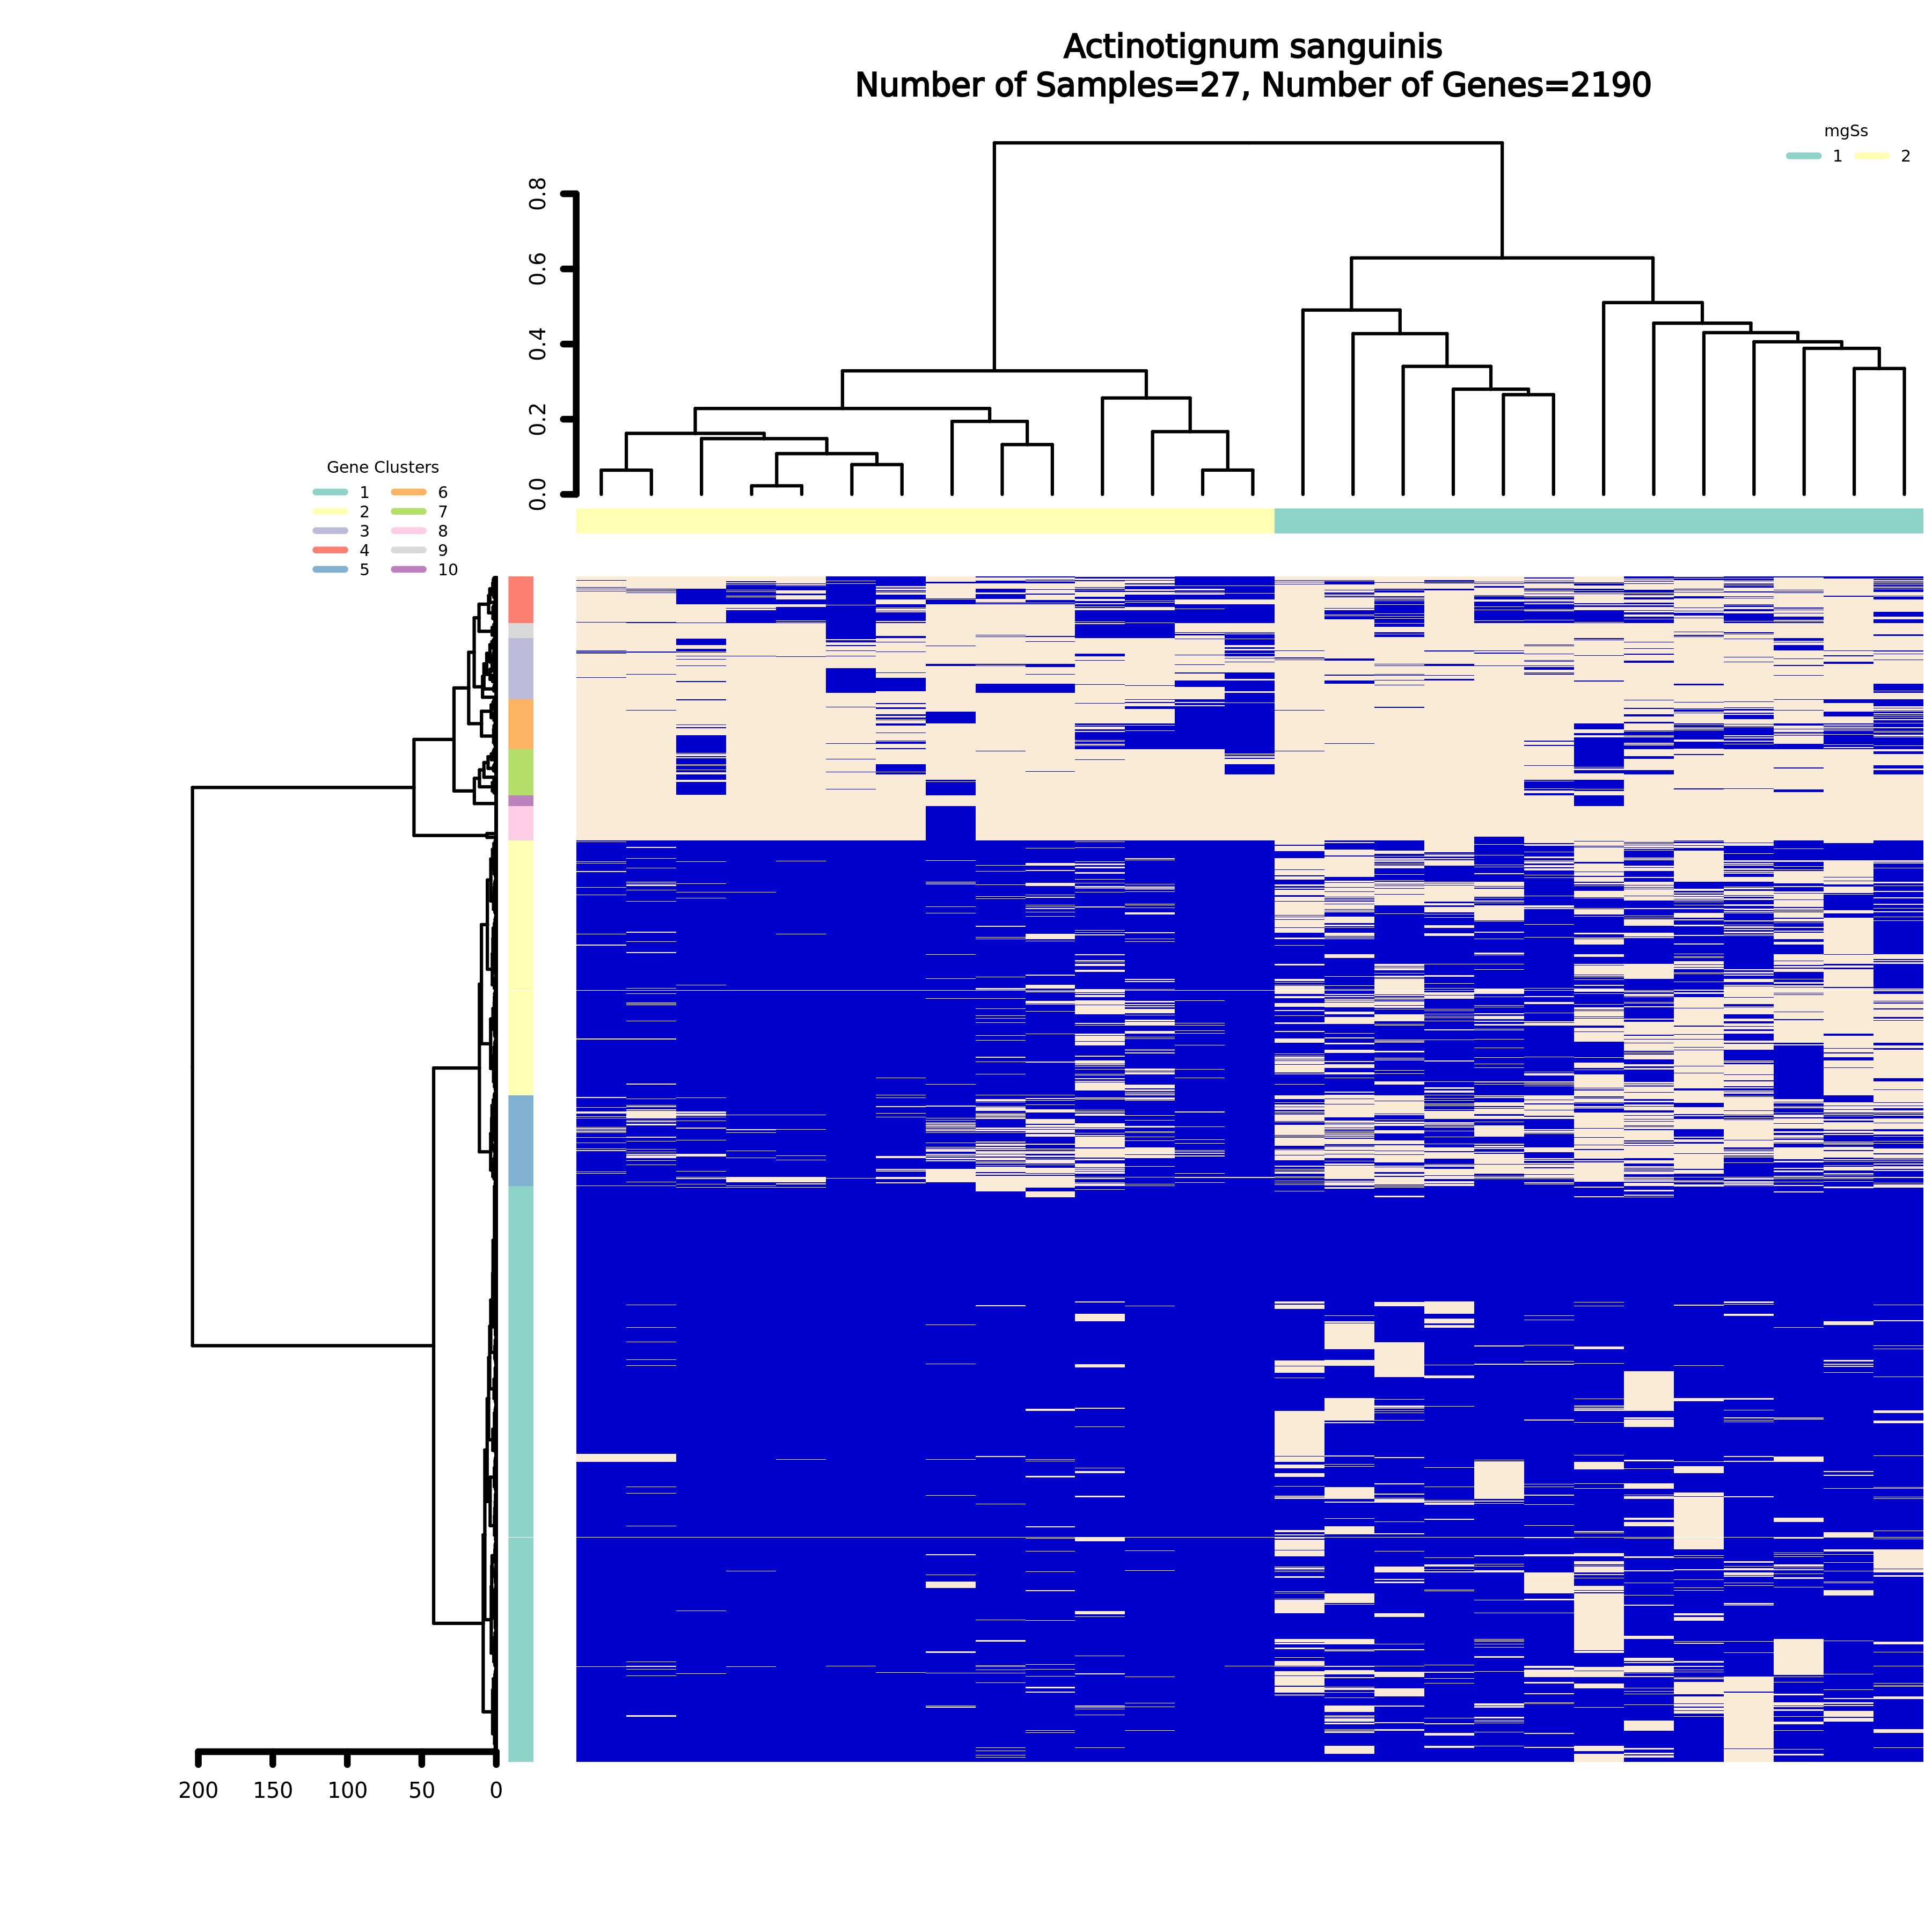 Actinotignum sanguinis
Number of Samples=27, Number of Genes=2190
mgSs
1 2
0.8
0.6
0.4
0.2
0.0
Gene Clusters
1 6
2 7
3 8
4 9
5 10
200 150 100 50 0